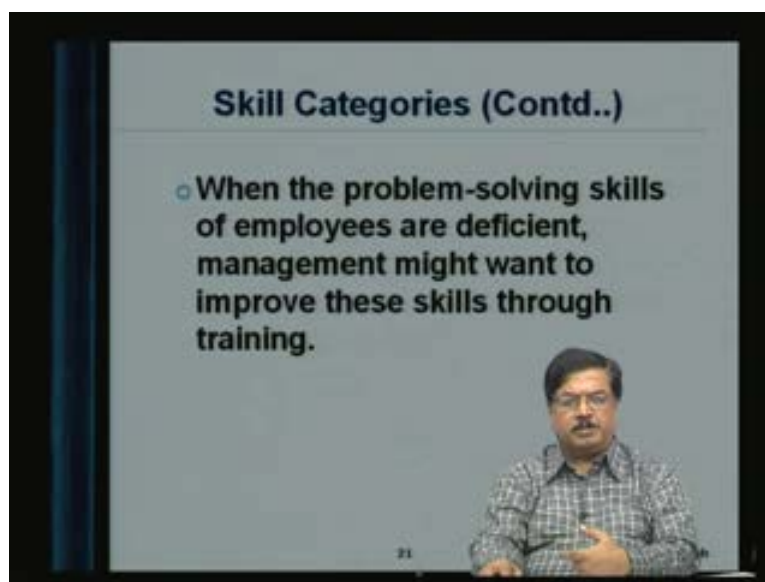 Skill Categories (Contd..)
When the problem-solving skills
of employees are deficient,
management might want to
improve these skills through
training.
21